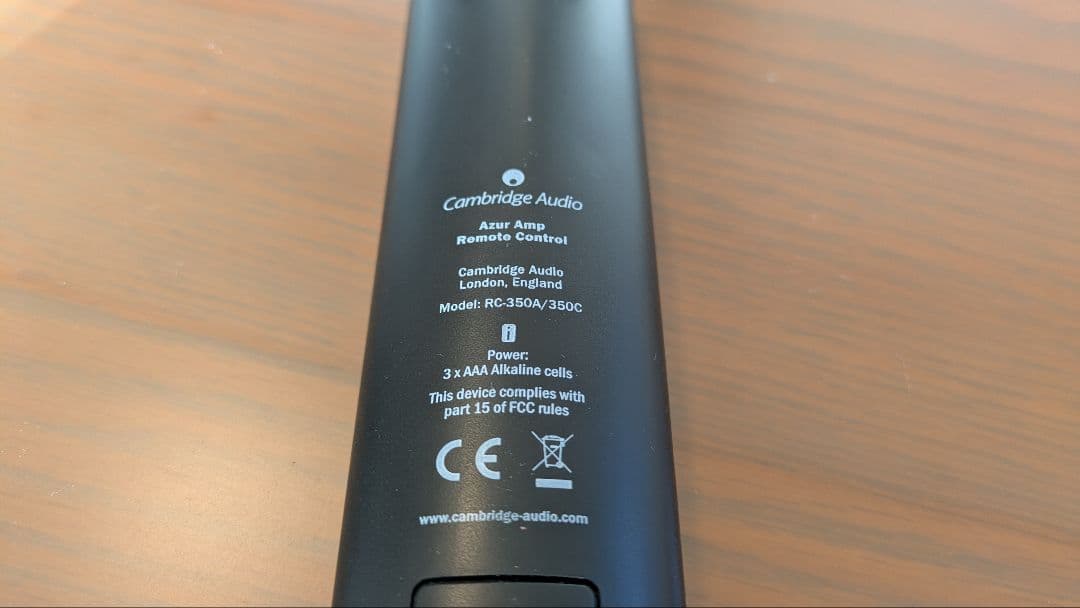 Cambridge Audio
Azur Amp
Remote Control
Cambridge Audio
London, England
Model: RC-350A/350C
i
Power:
3 x AAA Alkaline cells
This device complies with
part 15 of FCC rules
CE
www.cambridge-audio.com